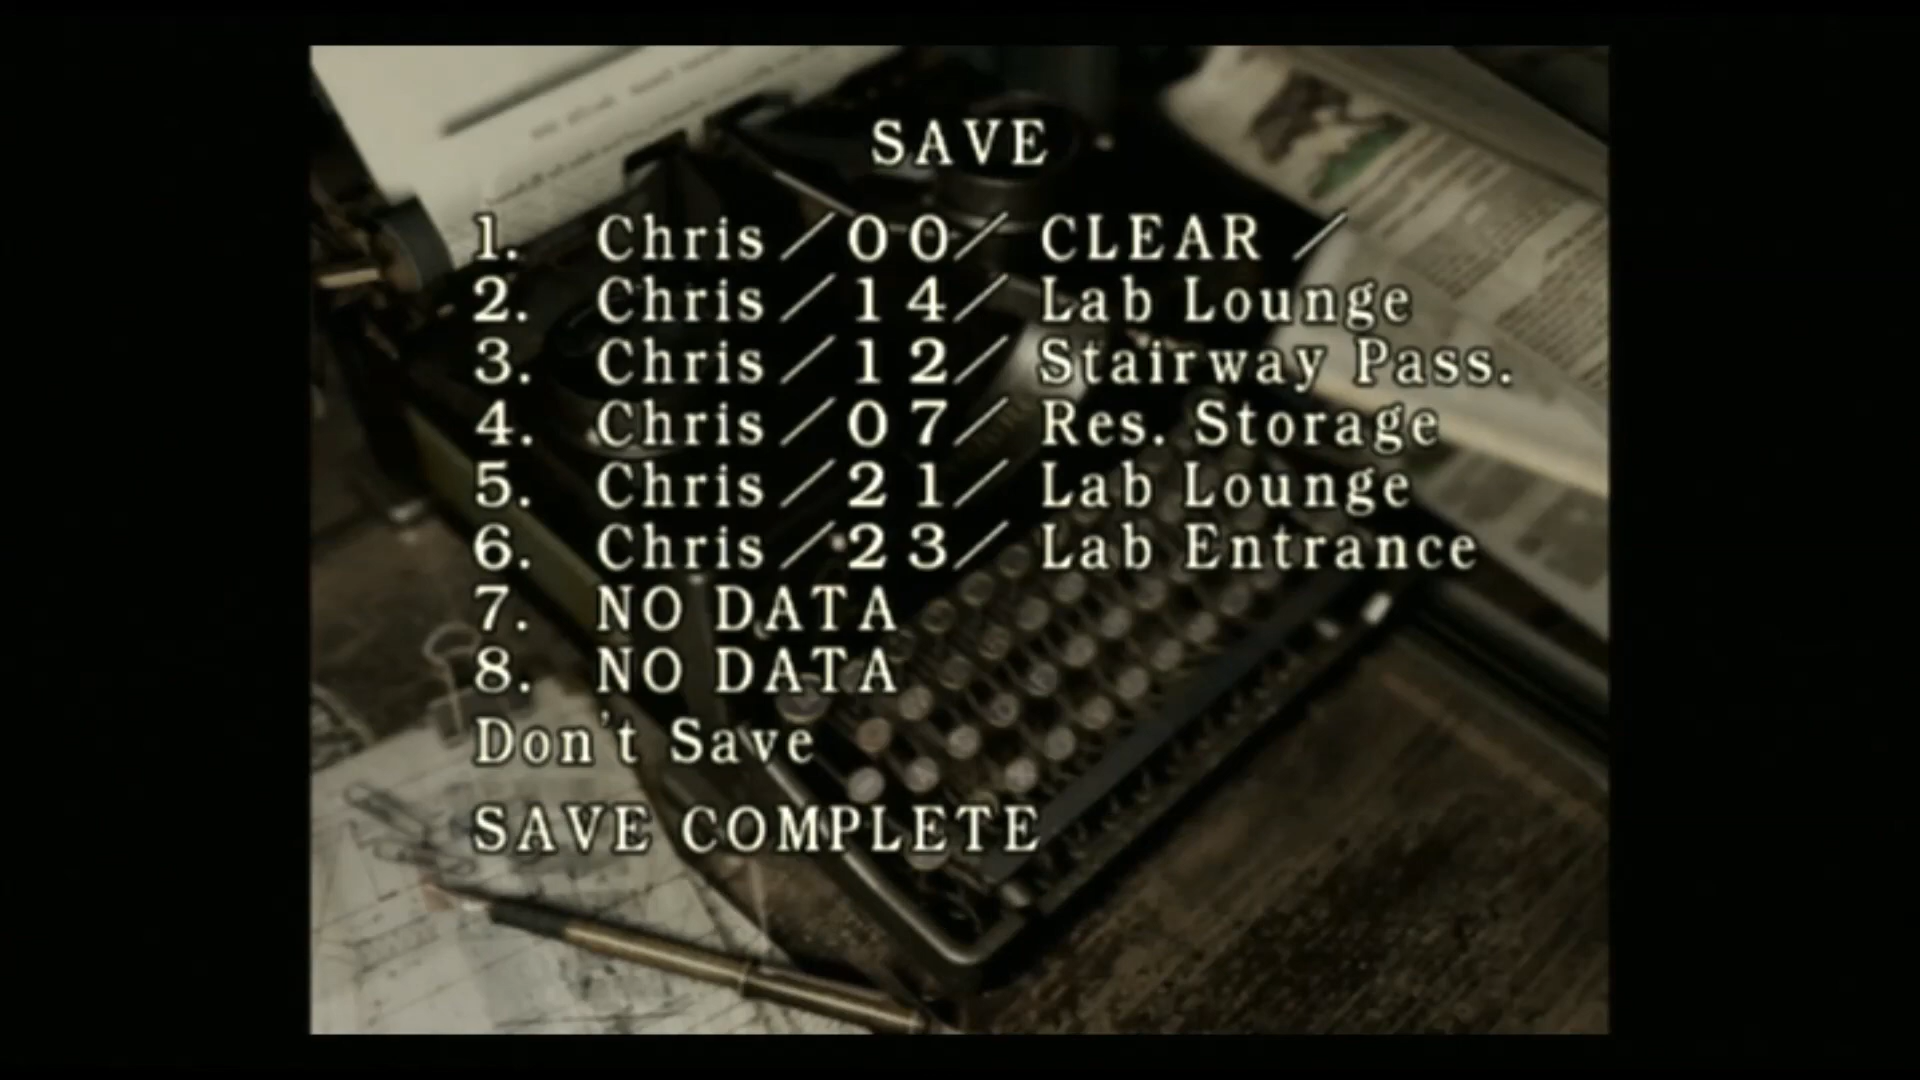 SAVE
1. Chris/00/ CLEAR /
2. Chris/14/ Lab Lounge
3. Chris/12/ Stairway Pass.
4. Chris/07/ Res. Storage
5. Chris/21/ Lab Lounge
6. Chris/23/ Lab Entrance
7. NO DATA
8. NO DATA
Don't Save
SAVE COMPLETE